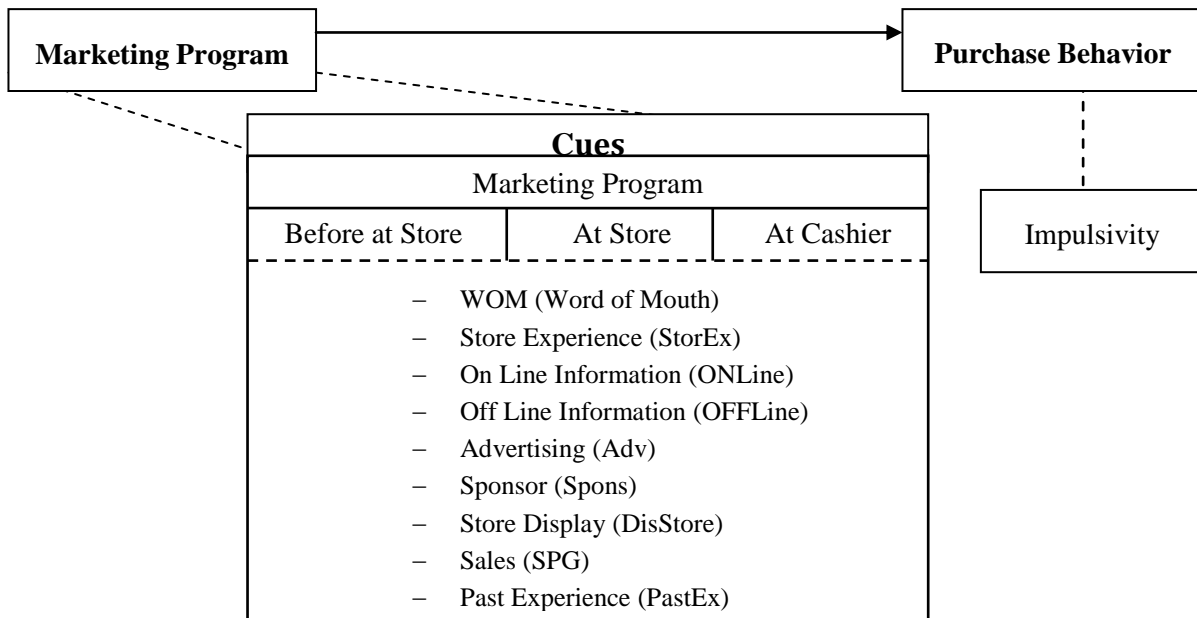 Marketing Program
Purchase Behavior
Cues
Marketing Program
Before at Store At Store At Cashier
Impulsivity
– WOM (Word of Mouth)
– Store Experience (StorEx)
– On Line Information (ONLine)
– Off Line Information (OFFLine)
– Advertising (Adv)
– Sponsor (Spons)
– Store Display (DisStore)
– Sales (SPG)
– Past Experience (PastEx)